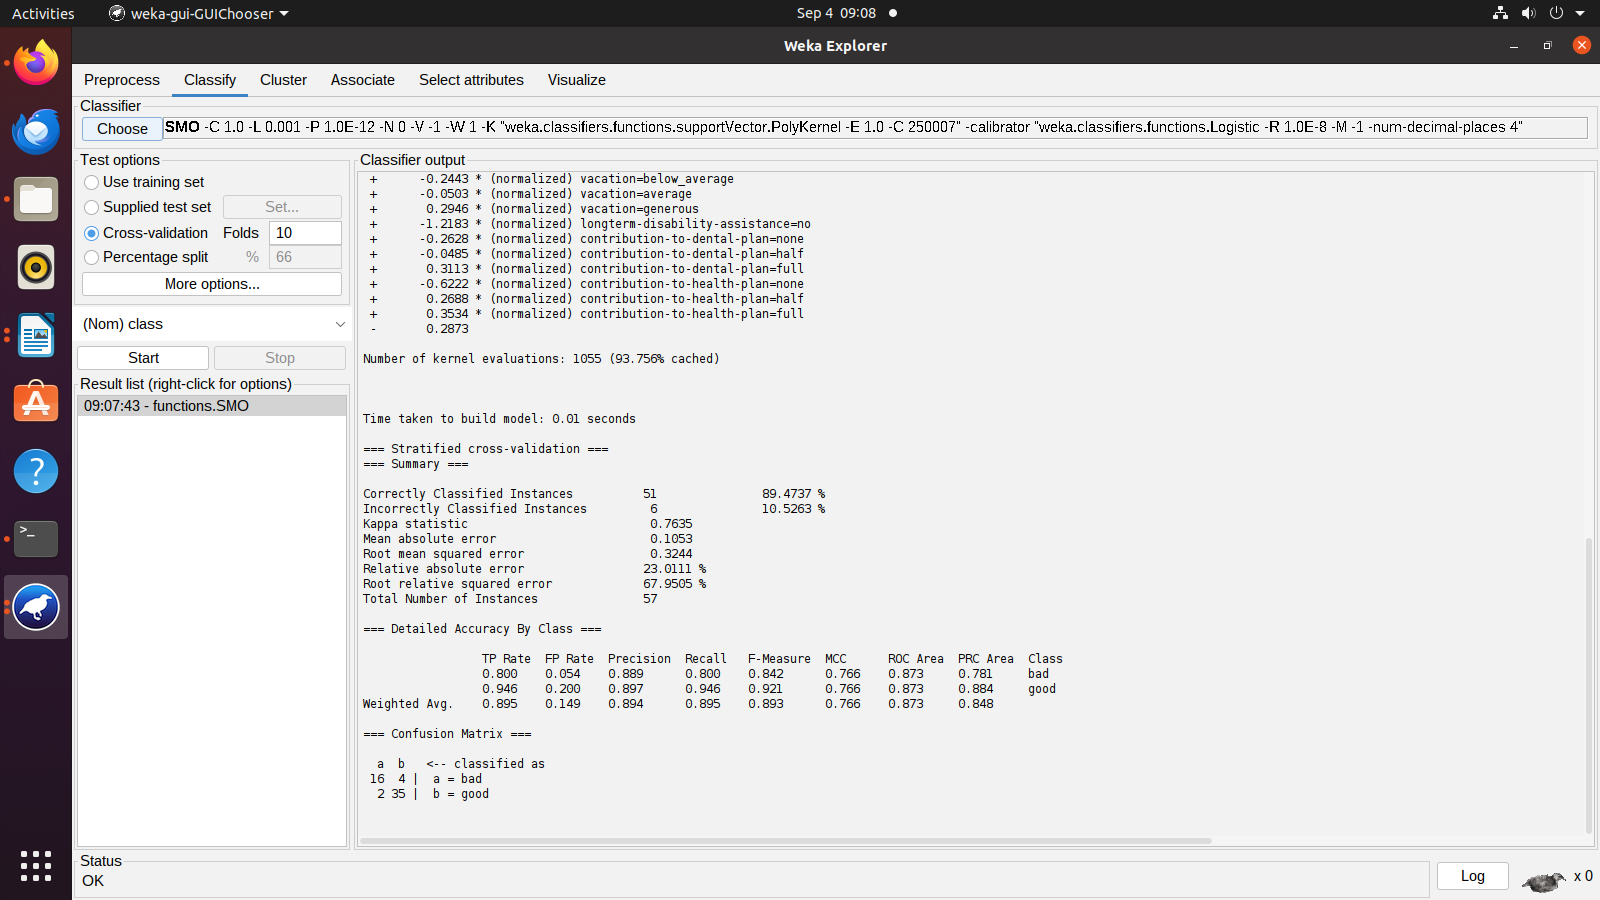 Activities weka-gui-GUIChooser Sep 4 09:08
Weka Explorer
Preprocess Classify Cluster Associate Select attributes Visualize
Classifier
Choose SMO -C 1.0 -L 0.001 -P 1.0E-12 -N 0 -V -1 -W 1 -K "weka.classifiers.functions.supportVector.PolyKernel -E 1.0 -C 250007" -calibrator "weka.classifiers.functions.Logistic -R 1.0E-8 -M -1 -num-decimal-places 4"
Test options
Use training set
Supplied test set Set...
Cross-validation Folds 10
Percentage split % 66
More options...
(Nom) class
Start Stop
Result list (right-click for options)
09:07:43 - functions.SMO
Classifier output
+ -0.2443 * (normalized) vacation=below_average
+ -0.0503 * (normalized) vacation=average
+ 0.2946 * (normalized) vacation=generous
+ -1.2183 * (normalized) longterm-disability-assistance=no
+ -0.2628 * (normalized) contribution-to-dental-plan=none
+ -0.0485 * (normalized) contribution-to-dental-plan=half
+ 0.3113 * (normalized) contribution-to-dental-plan=full
+ -0.6222 * (normalized) contribution-to-health-plan=none
+ 0.2688 * (normalized) contribution-to-health-plan=half
+ 0.3534 * (normalized) contribution-to-health-plan=full
- 0.2873
Number of kernel evaluations: 1055 (93.756% cached)
Time taken to build model: 0.01 seconds
=== Stratified cross-validation ===
=== Summary ===
Correctly Classified Instances 51 89.4737 %
Incorrectly Classified Instances 6 10.5263 %
Kappa statistic 0.7635
Mean absolute error 0.1053
Root mean squared error 0.3244
Relative absolute error 23.0111 %
Root relative squared error 67.9505 %
Total Number of Instances 57
=== Detailed Accuracy By Class ===
TP Rate FP Rate Precision Recall F-Measure MCC ROC Area PRC Area Class
0.800 0.054 0.889 0.800 0.842 0.766 0.873 0.781 bad
0.946 0.200 0.897 0.946 0.921 0.766 0.873 0.884 good
Weighted Avg. 0.895 0.149 0.894 0.895 0.893 0.766 0.873 0.848
=== Confusion Matrix ===
a b <-- classified as
16 4 | a = bad
2 35 | b = good
Status
OK
Log x 0